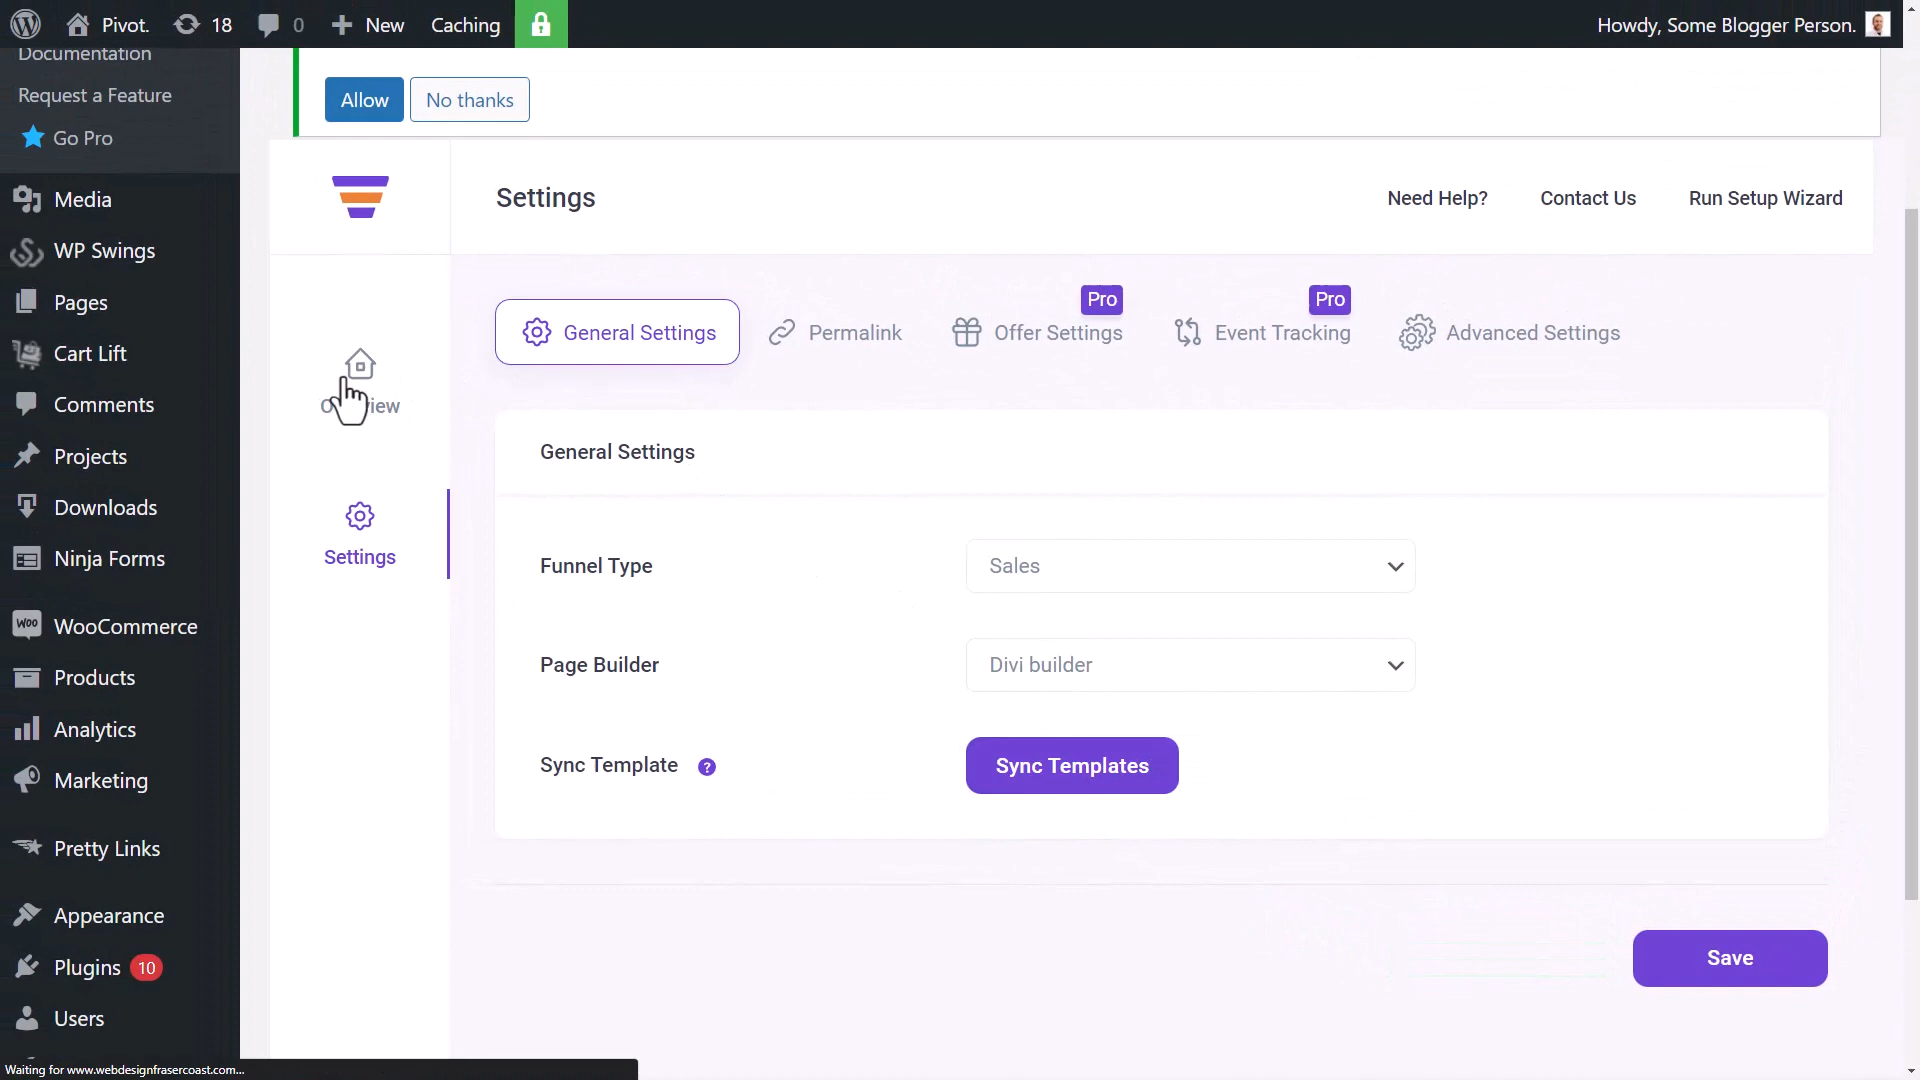 Pivot.
18
0
New
Caching
Howdy, Some Blogger Person.
Documentation
Request a Feature
Go Pro
Media
WP Swings
Pages
Cart Lift
Comments
Projects
Downloads
Ninja Forms
WOO
WooCommerce
Products
Analytics
Marketing
Pretty Links
Appearance
Plugins 10
Users
Allow
No thanks
Settings
Need Help?
Contact Us
Run Setup Wizard
Settings
General Settings
Permalink
Pro
Offer Settings
Pro
Event Tracking
Advanced Settings
General Settings
Funnel Type
Sales
Page Builder
Divi builder
Sync Template ?
Sync Templates
Save
Waiting for www.webdesignfrasercoast.com...